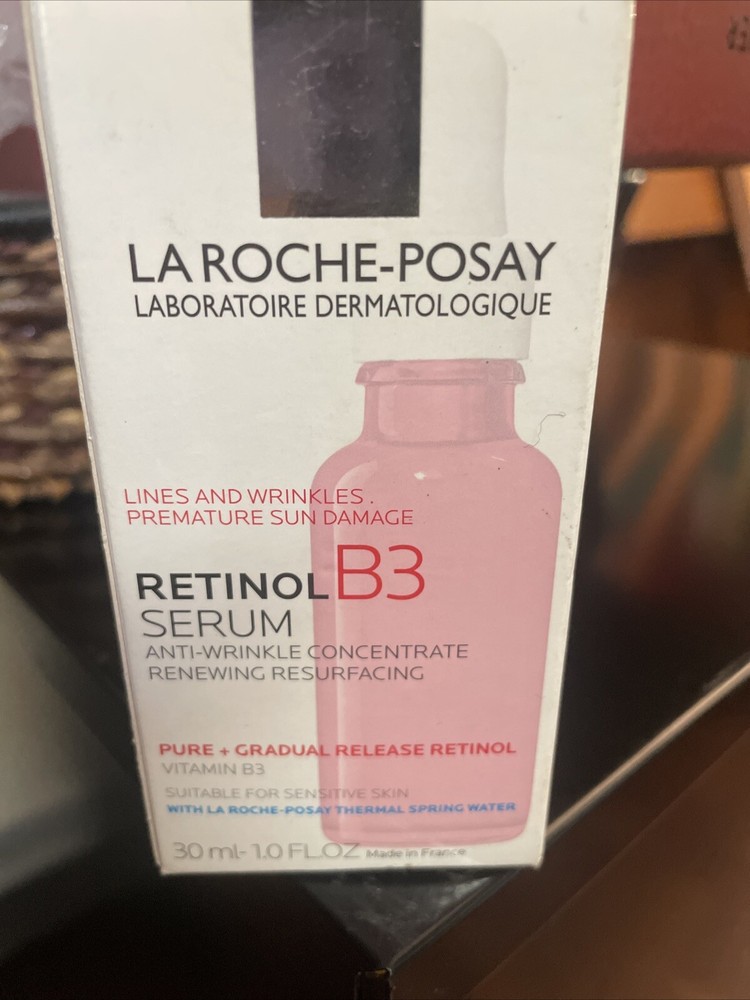 LA ROCHE-POSAY
LABORATOIRE DERMATOLOGIQUE
LINES AND WRINKLES .
PREMATURE SUN DAMAGE
RETINOL B3
SERUM
ANTI-WRINKLE CONCENTRATE
RENEWING RESURFACING
PURE + GRADUAL RELEASE RETINOL
VITAMIN B3
SUITABLE FOR SENSITIVE SKIN
WITH LA ROCHE-POSAY THERMAL SPRING WATER
30 ml- 1.0 FL.OZ Made in France